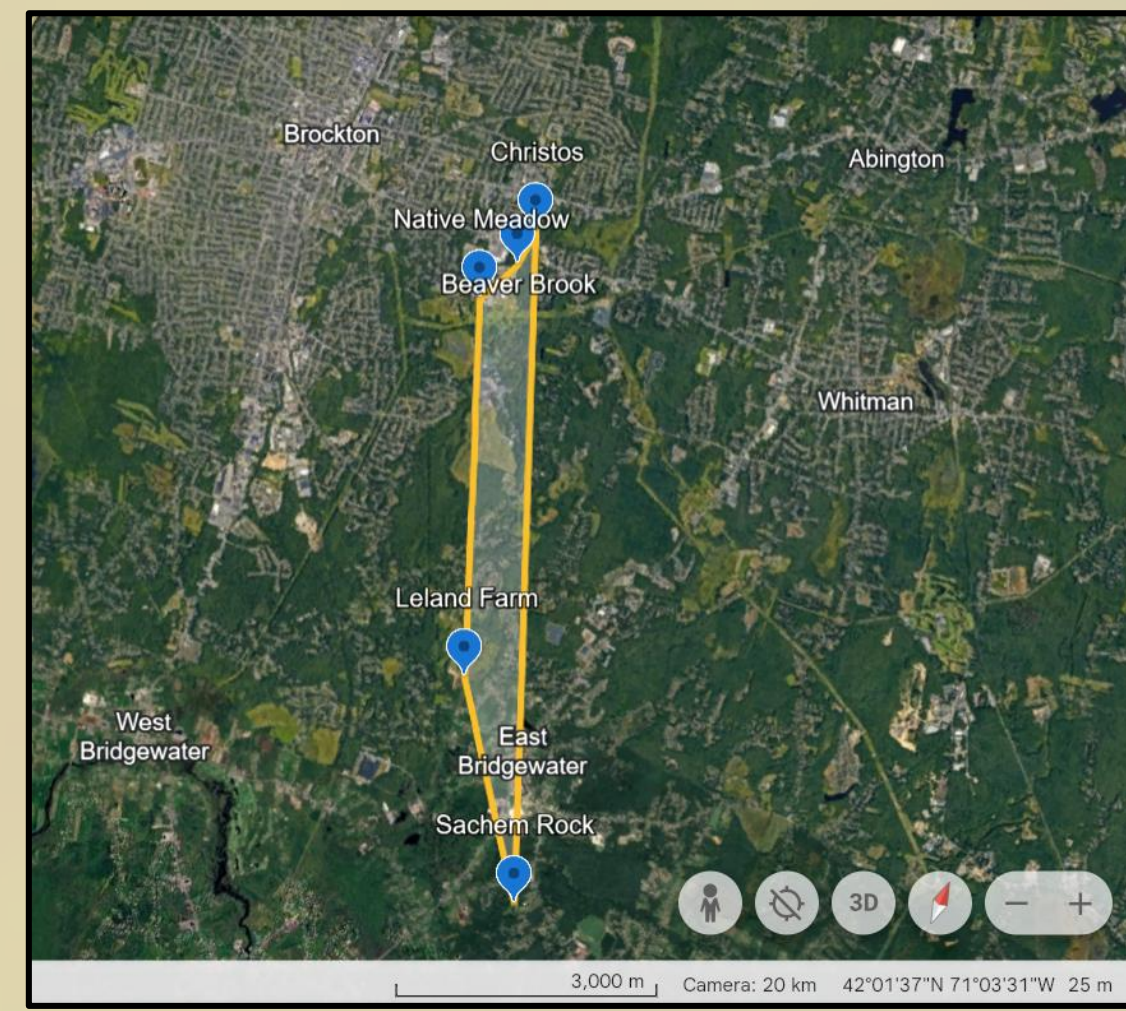 Brockton
Christos
Abington
Native Meadow
Beaver Brook
Whitman
Leland Farm
West
Bridgewater
East
Bridgewater
Sachem Rock
3D
3,000 m
Camera: 20 km
42°01'37"N 71°03'31"W
25 m